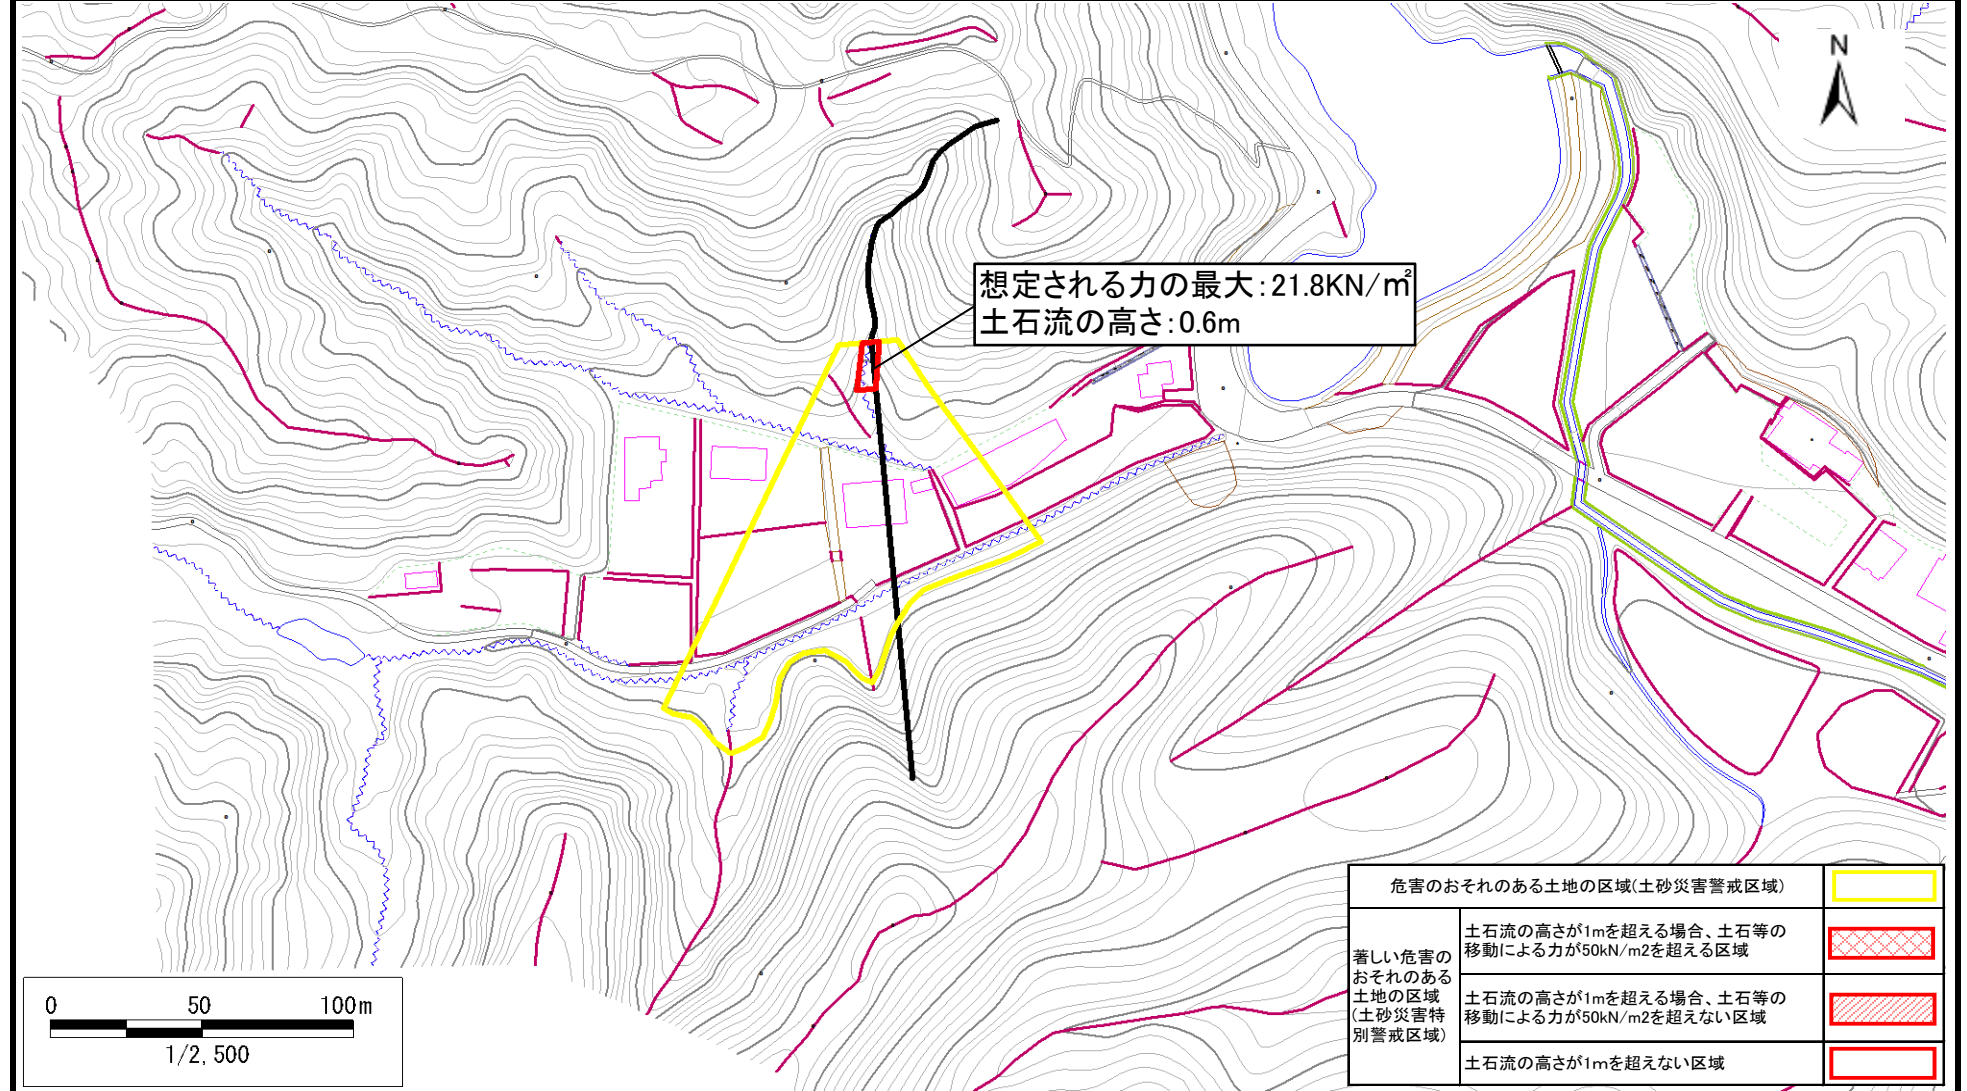 N
想定される力の最大:21.8KN/㎡
土石流の高さ:0.6m
危害のおそれのある土地の区域(土砂災害警戒区域)
著しい危害の
おそれのある
土地の区域
(土砂災害特
別警戒区域)
土石流の高さが1mを超える場合、土石等の
移動による力が50kN/m2を超える区域
土石流の高さが1mを超える場合、土石等の
移動による力が50kN/m2を超えない区域
土石流の高さが1mを超えない区域
0 50 100m
1/2,500